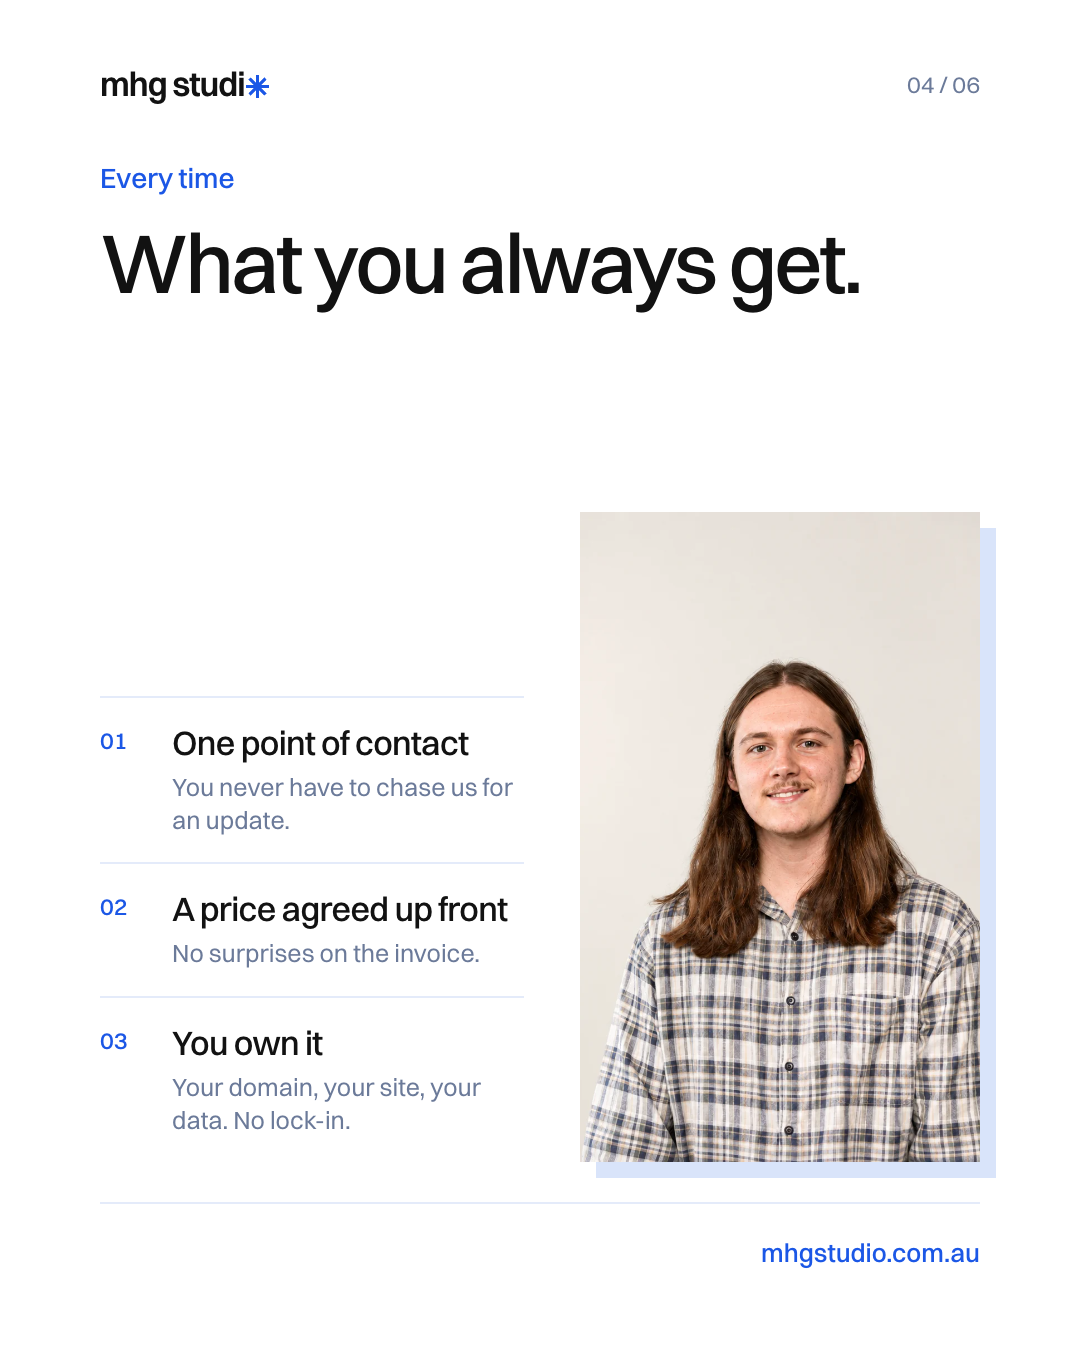 mhg studi*
04 / 06
Every time
What you always get.
01
One point of contact
You never have to chase us for
an update.
02
A price agreed up front
No surprises on the invoice.
03
You own it
Your domain, your site, your
data. No lock-in.
mhgstudio.com.au